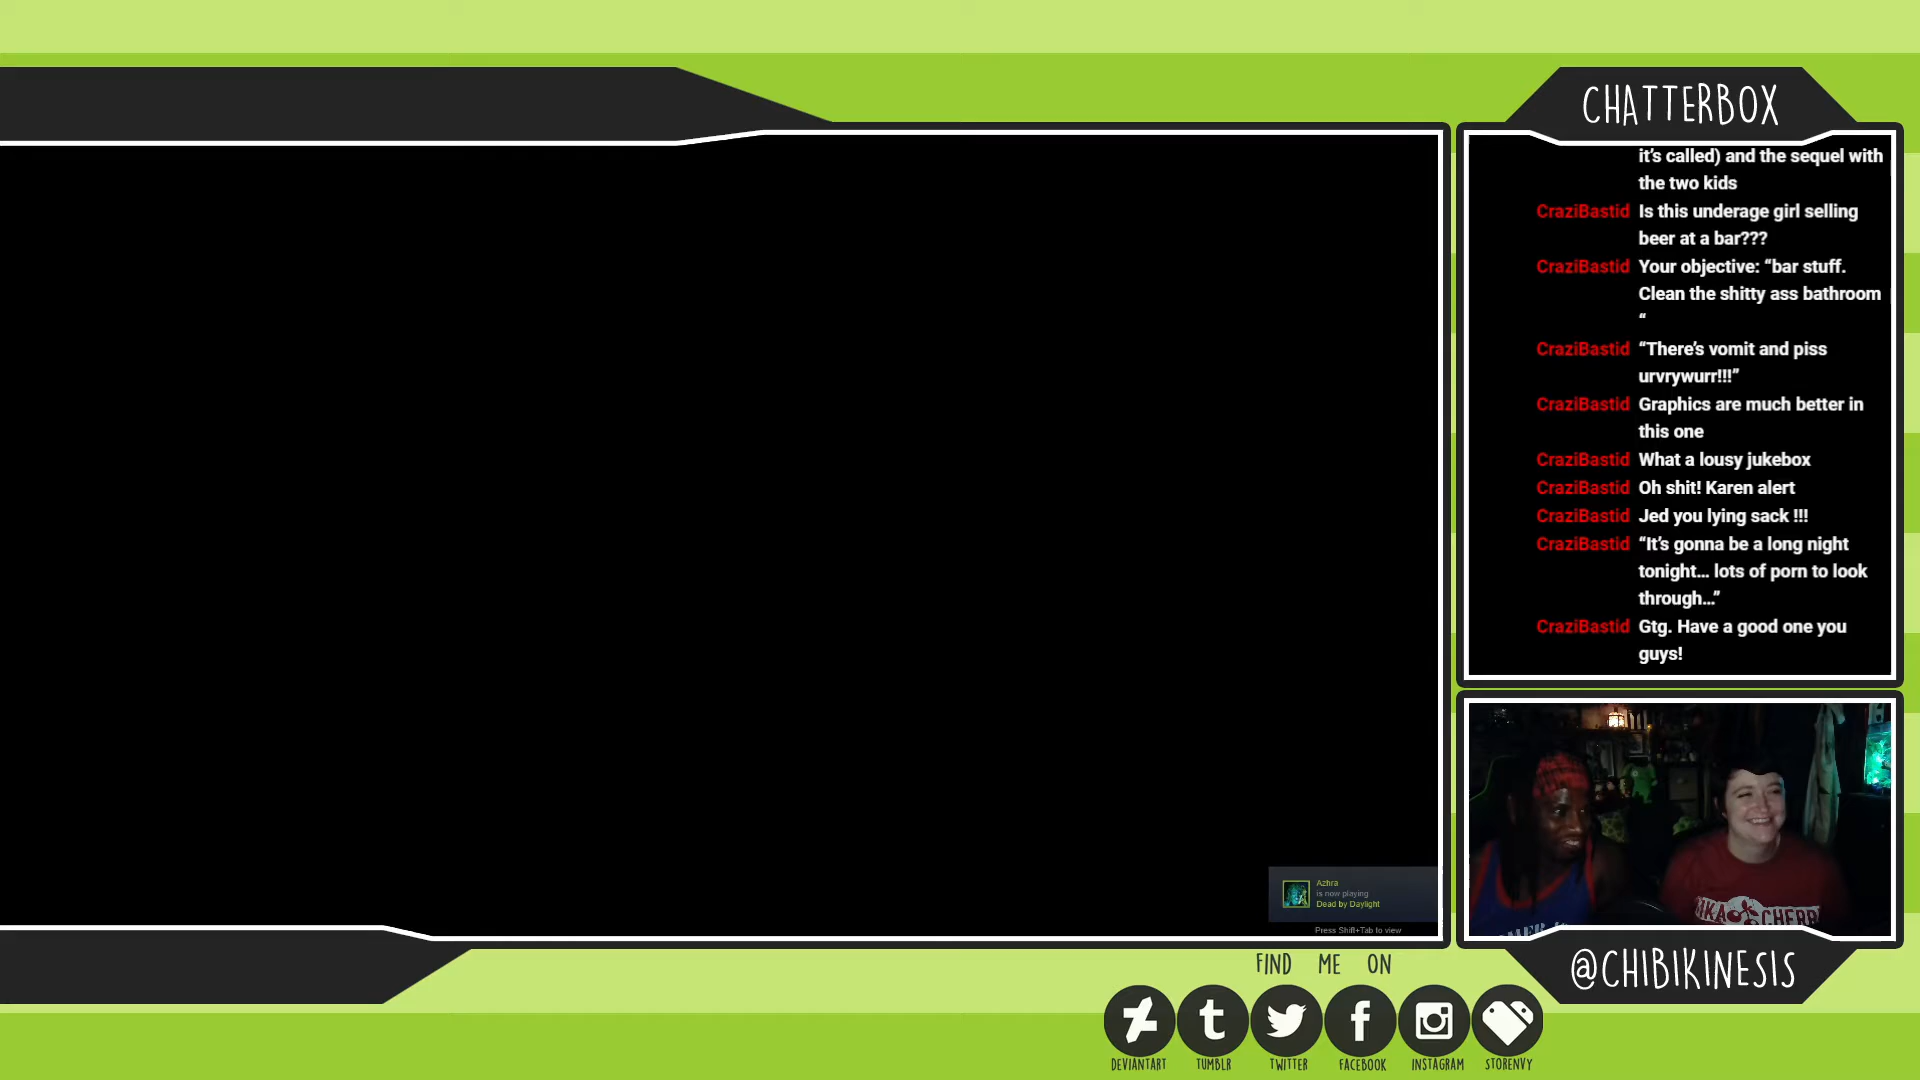 CHATTERBOX
it's called) and the sequel with
the two kids
CraziBastid Is this underage girl selling
beer at a bar???
CraziBastid Your objective: “bar stuff.
Clean the shitty ass bathroom
“
CraziBastid “There's vomit and piss
urvrywurr!!!”
CraziBastid Graphics are much better in
this one
CraziBastid What a lousy jukebox
CraziBastid Oh shit! Karen alert
CraziBastid Jed you lying sack !!!
CraziBastid “It's gonna be a long night
tonight... lots of porn to look
through...”
CraziBastid Gtg. Have a good one you
guys!
Azhra
is now playing
Dead by Daylight
Press Shift+Tab to view
@CHIBIKINESIS
FIND ME ON
DEVIANTART TUMBLR TWITTER FACEBOOK INSTAGRAM STORENVY